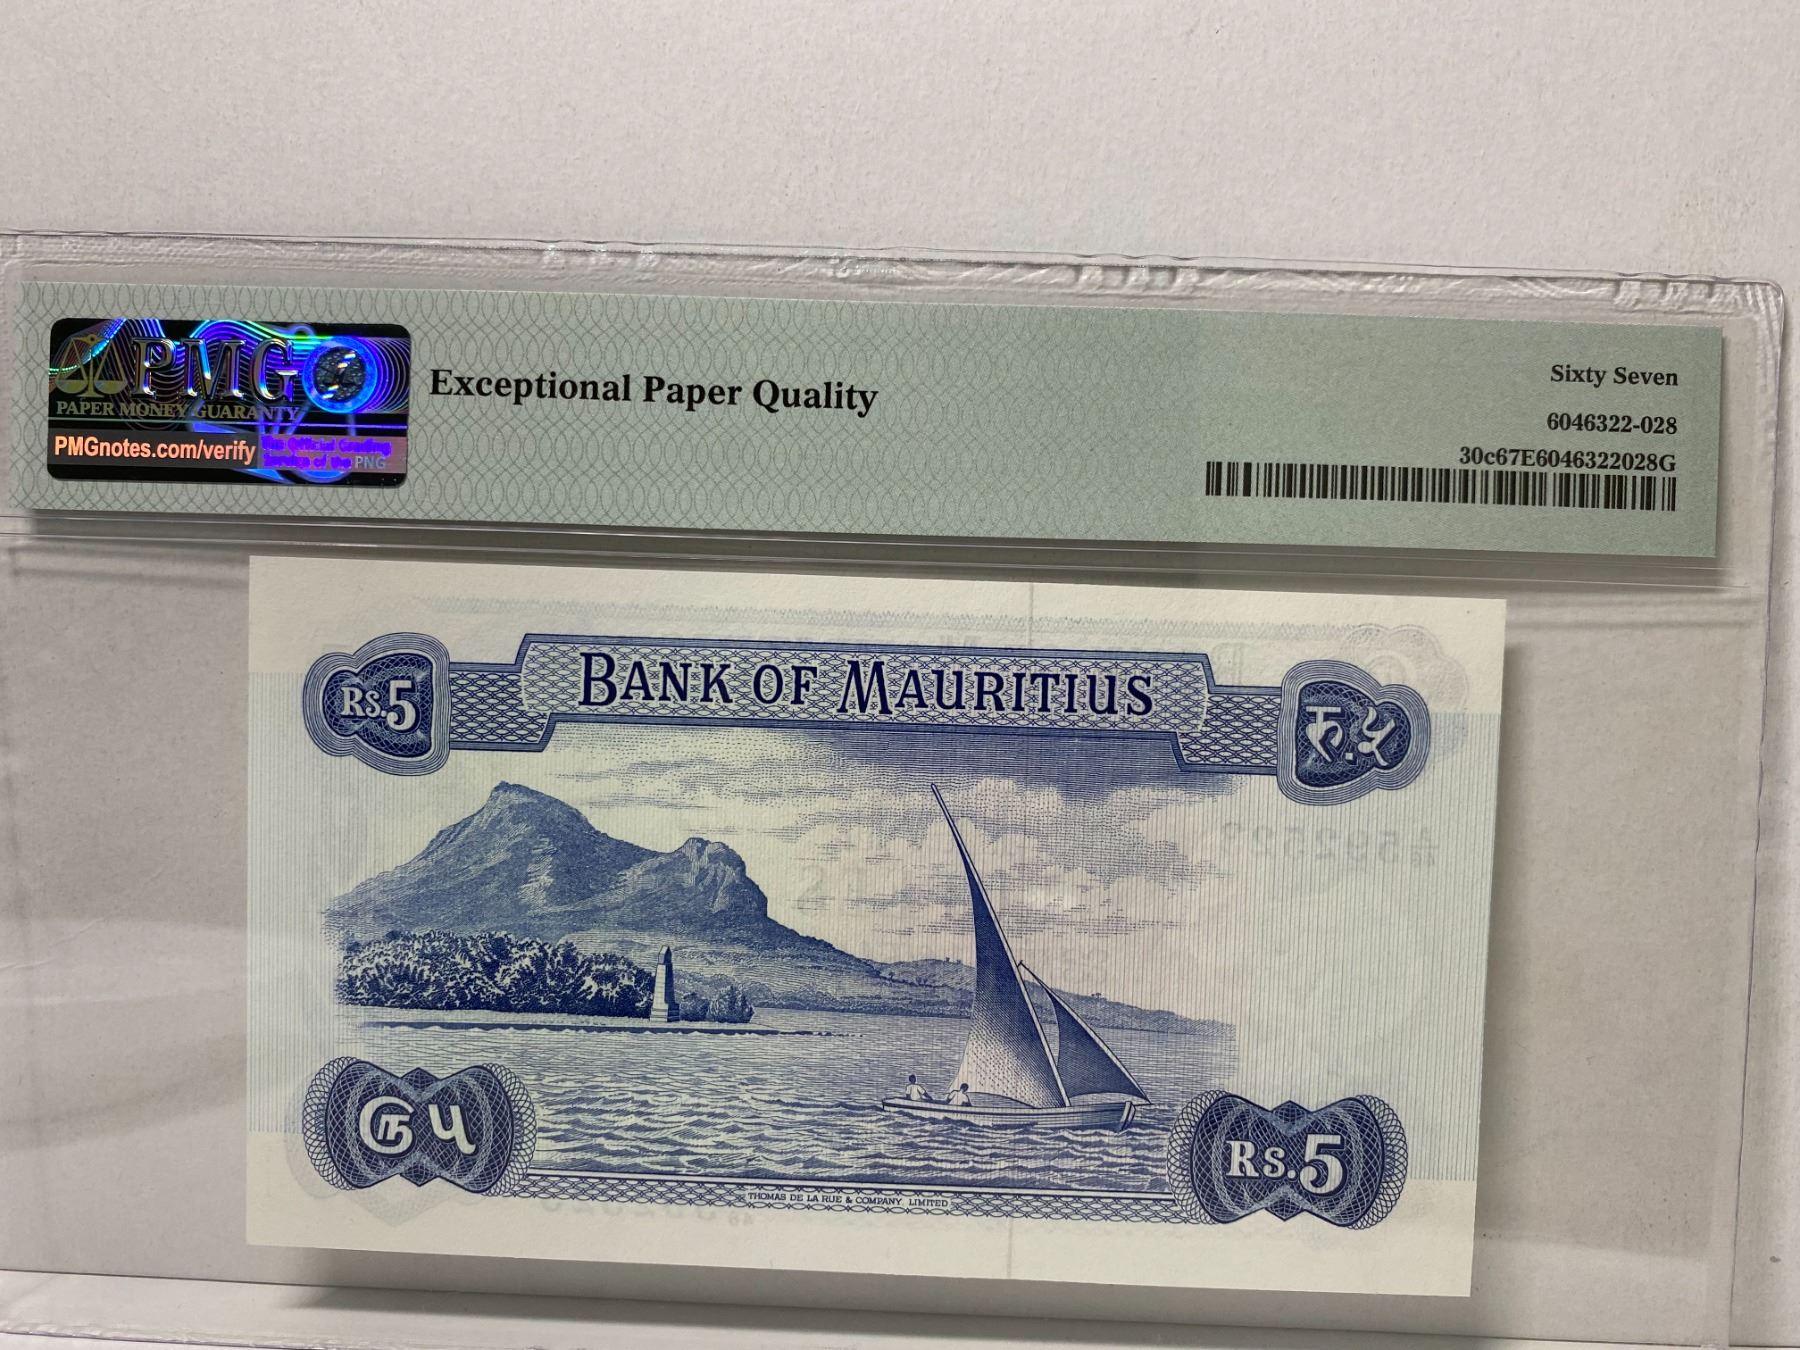 PMG
PAPER MONEY GUARANTY
PMGnotes.com/verify
The Official Grading
Service of the PNG
Exceptional Paper Quality
Sixty Seven
6046322-028
30c67E6046322028G
BANK OF MAURITIUS
Rs.5
रु.५
ரூ ५
Rs.5
THOMAS DE LA RUE & COMPANY, LIMITED